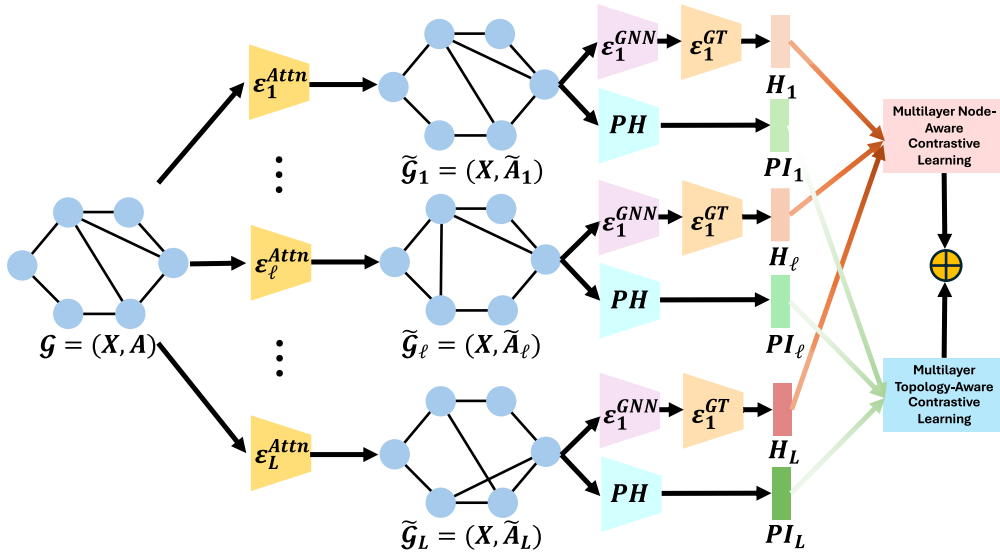 ε₁^Attn
ε₁^GNN
ε₁^GT
H₁
PH
PI₁
G̃₁ = (X, Ã₁)
Multilayer Node-
Aware
Contrastive
Learning
G = (X, A)
ε_ℓ^Attn
ε₁^GNN
ε₁^GT
H_ℓ
PH
PI_ℓ
G̃_ℓ = (X, Ã_ℓ)
Multilayer
Topology-Aware
Contrastive
Learning
ε_L^Attn
ε₁^GNN
ε₁^GT
H_L
PH
PI_L
G̃_L = (X, Ã_L)